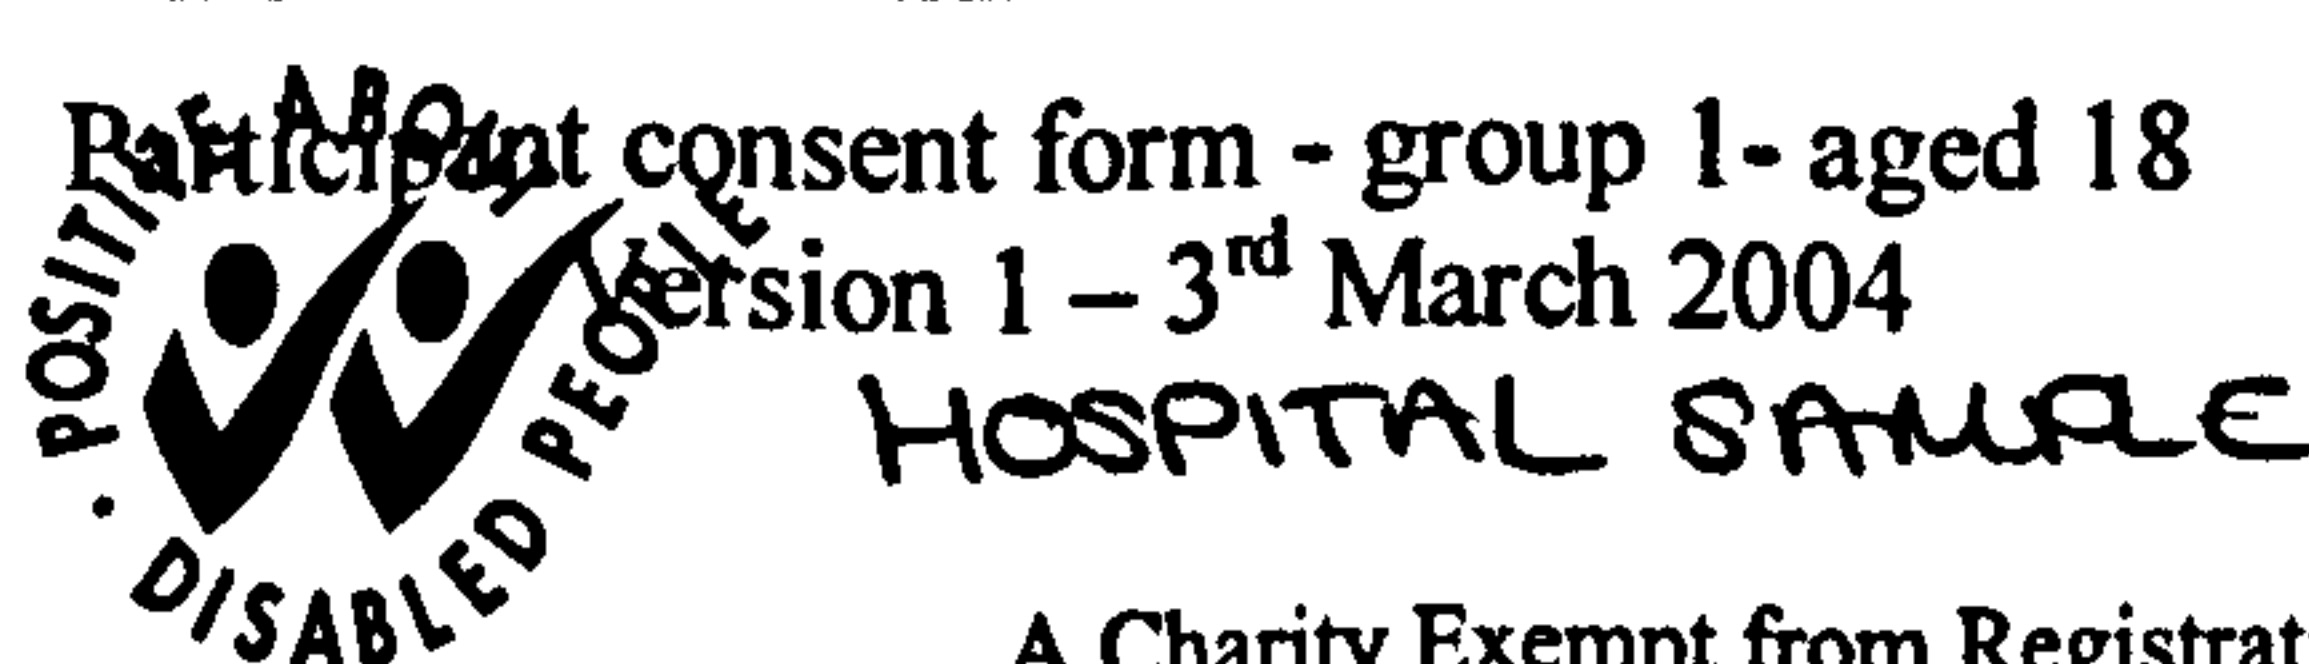 Participant consent form - group 1- aged 18
Version 1 – 3rd March 2004
HOSPITAL SAMPLE
POSITIVE ABOUT DISABLED PEOPLE
A Charity Exempt from Registrat